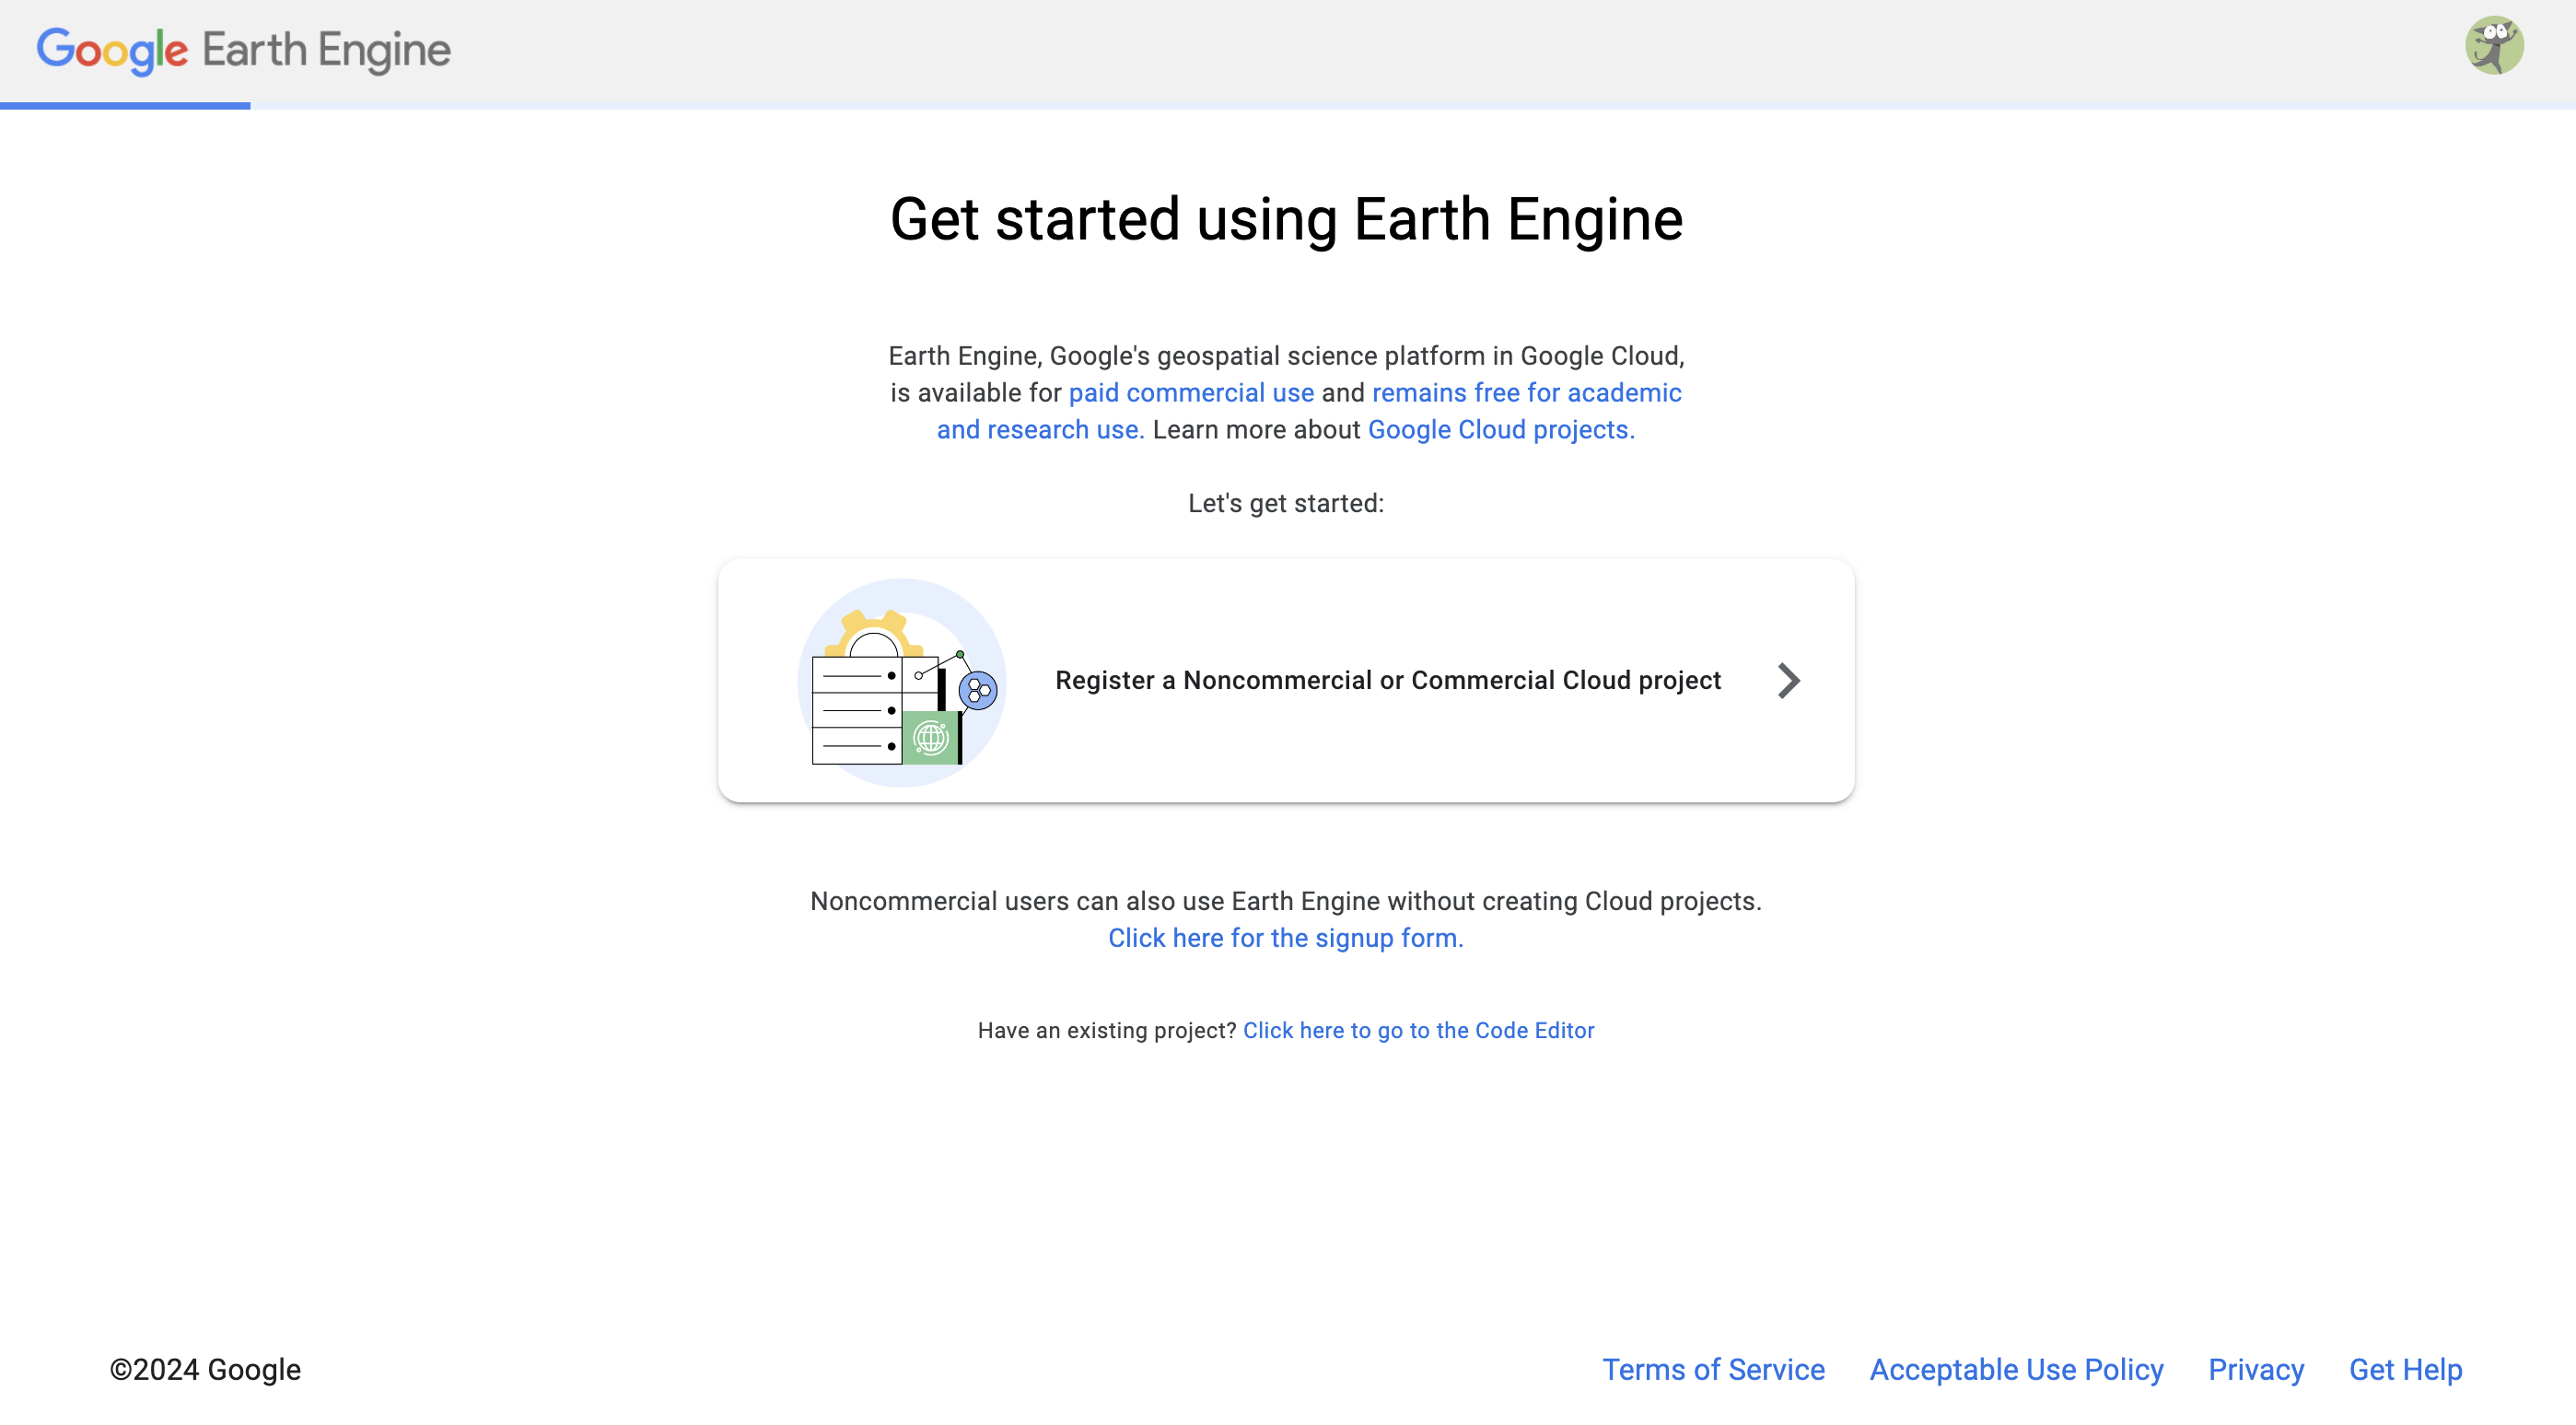 Google Earth Engine
Get started using Earth Engine
Earth Engine, Google's geospatial science platform in Google Cloud,
is available for paid commercial use and remains free for academic
and research use. Learn more about Google Cloud projects.
Let's get started:
Register a Noncommercial or Commercial Cloud project
Noncommercial users can also use Earth Engine without creating Cloud projects.
Click here for the signup form.
Have an existing project? Click here to go to the Code Editor
©2024 Google
Terms of Service
Acceptable Use Policy
Privacy
Get Help